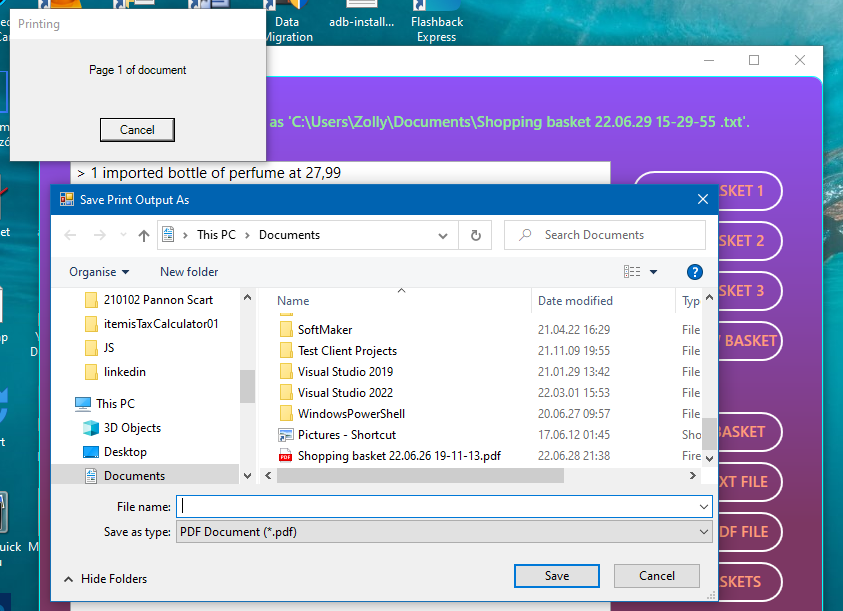 Printing
Page 1 of document
Cancel
Data
Migration
adb-install...
Flashback
Express
as 'C:\Users\Zolly\Documents\Shopping basket 22.06.29 15-29-55 .txt'.
> 1 imported bottle of perfume at 27,99
SKET 1
SKET 2
SKET 3
BASKET
BASKET
XT FILE
DF FILE
SKETS
Save Print Output As
This PC > Documents
Search Documents
Organise
New folder
?
210102 Pannon Scart
itemisTaxCalculator01
JS
linkedin
This PC
3D Objects
Desktop
Documents
Name Date modified Typ
SoftMaker 21.04.22 16:29 File
Test Client Projects 21.11.09 19:55 File
Visual Studio 2019 21.01.29 13:42 File
Visual Studio 2022 22.03.01 15:53 File
WindowsPowerShell 20.06.27 09:57 File
Pictures - Shortcut 17.06.12 01:45 Sho
Shopping basket 22.06.26 19-11-13.pdf 22.06.28 21:38 Fire
File name:
Save as type: PDF Document (*.pdf)
Hide Folders
Save
Cancel